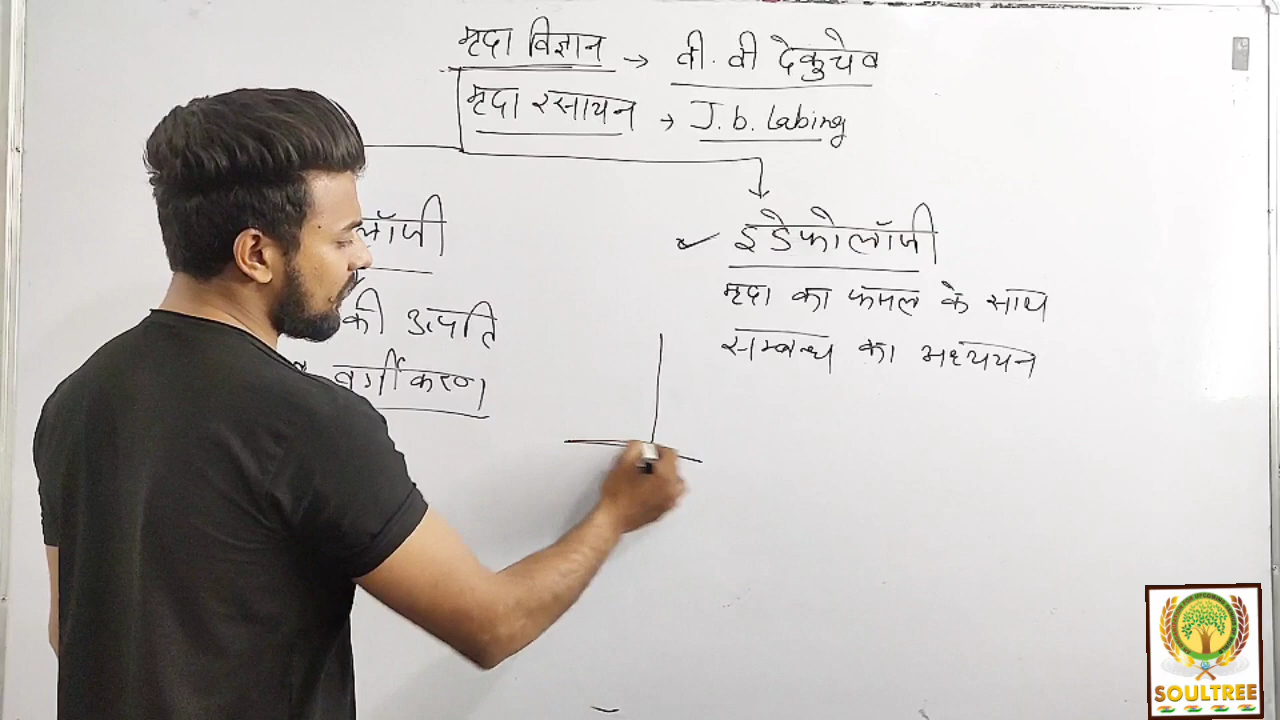 मृदा विज्ञान → वी. वी देकुचेव
मृदा रसायन → J. b. Labing
लॉजी
की उत्पति
वर्गीकरण
✓ इडेफोलॉजी
मृदा का फसल के साथ
सम्बन्ध का अध्ययन
SOULTREE